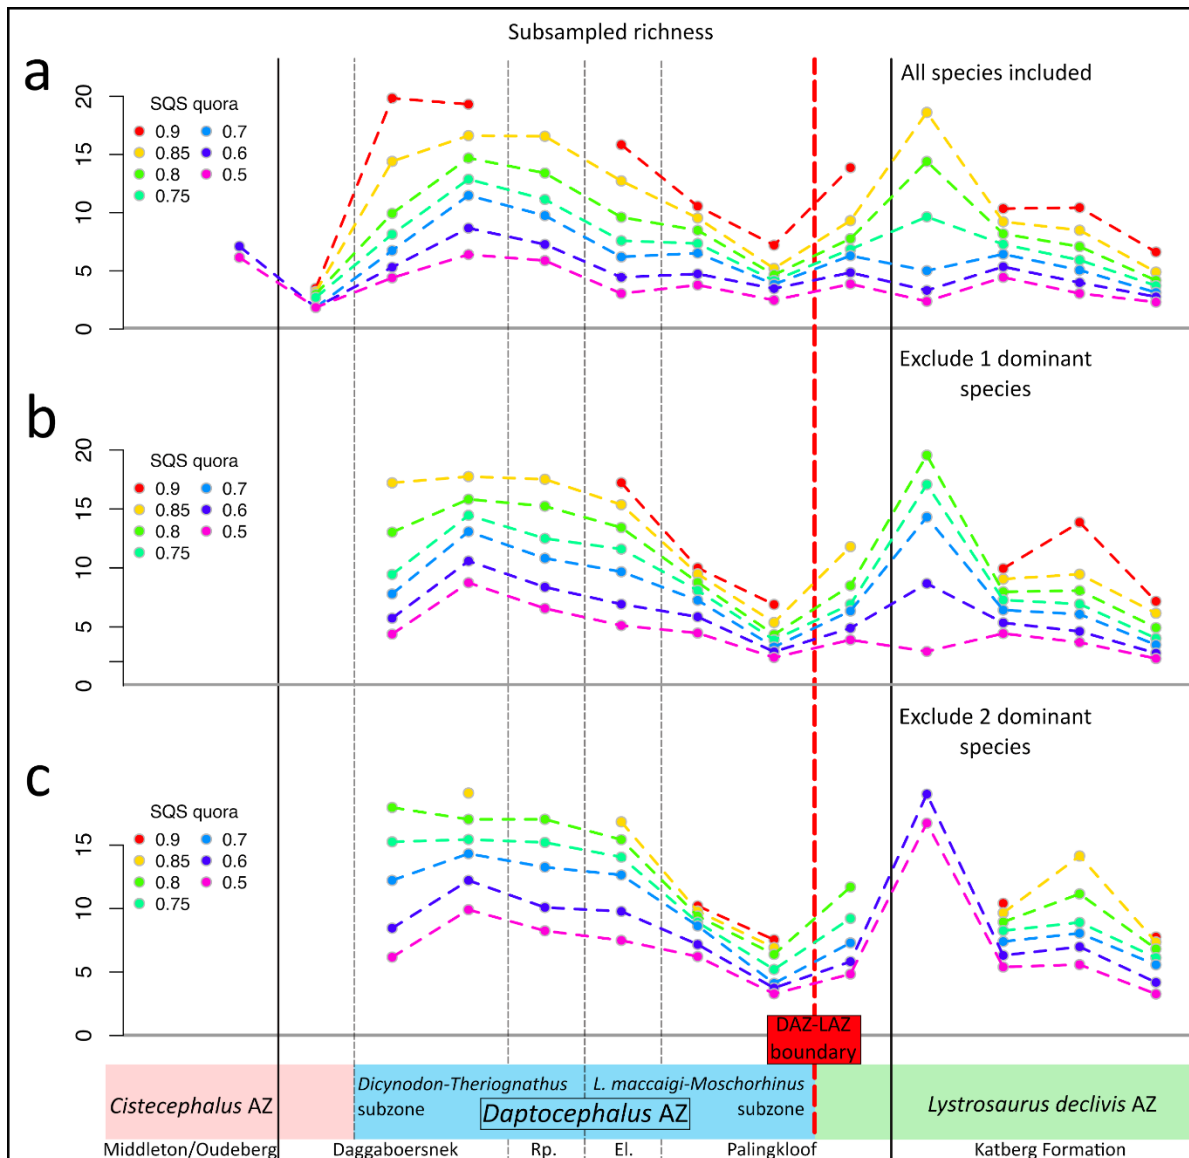 Subsampled richness
a
All species included
SQS quora
0.9 0.7
0.85 0.6
0.8 0.5
0.75
20
15
10
5
0
Exclude 1 dominant
species
b
SQS quora
0.9 0.7
0.85 0.6
0.8 0.5
0.75
20
15
10
5
0
Exclude 2 dominant
species
c
SQS quora
0.9 0.7
0.85 0.6
0.8 0.5
0.75
15
10
5
0
DAZ-LAZ
boundary
Cistecephalus AZ
Dicynodon-Theriognathus
subzone
Daptocephalus AZ
L. maccaigi-Moschorhinus
subzone
Lystrosaurus declivis AZ
Middleton/Oudeberg
Daggaboersnek
Rp.
El.
Palingkloof
Katberg Formation